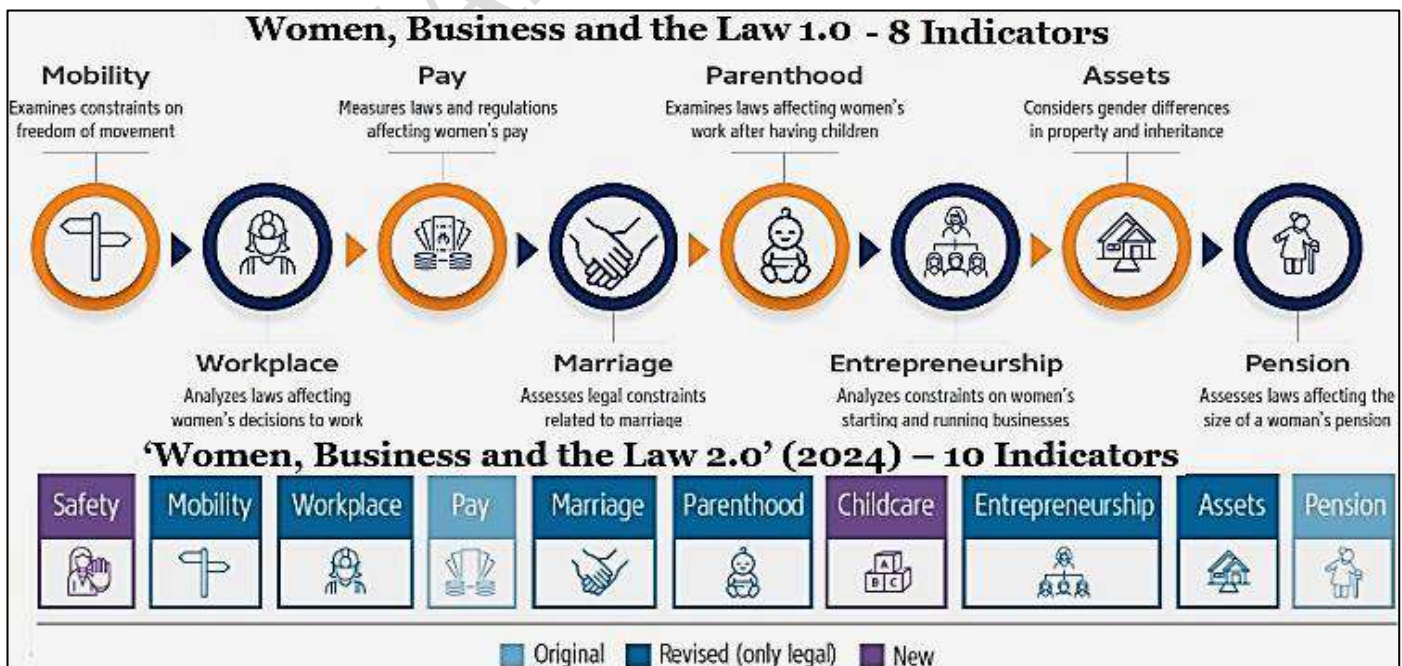 Women, Business and the Law 1.0 - 8 Indicators
Mobility
Examines constraints on
freedom of movement
Pay
Measures laws and regulations
affecting women's pay
Parenthood
Examines laws affecting women's
work after having children
Assets
Considers gender differences
in property and inheritance
Workplace
Analyzes laws affecting
women's decisions to work
Marriage
Assesses legal constraints
related to marriage
Entrepreneurship
Analyzes constraints on women's
starting and running businesses
Pension
Assesses laws affecting the
size of a woman's pension
‘Women, Business and the Law 2.0’ (2024) – 10 Indicators
Safety
Mobility
Workplace
Pay
Marriage
Parenthood
Childcare
Entrepreneurship
Assets
Pension
A
B C
Original
Revised (only legal)
New